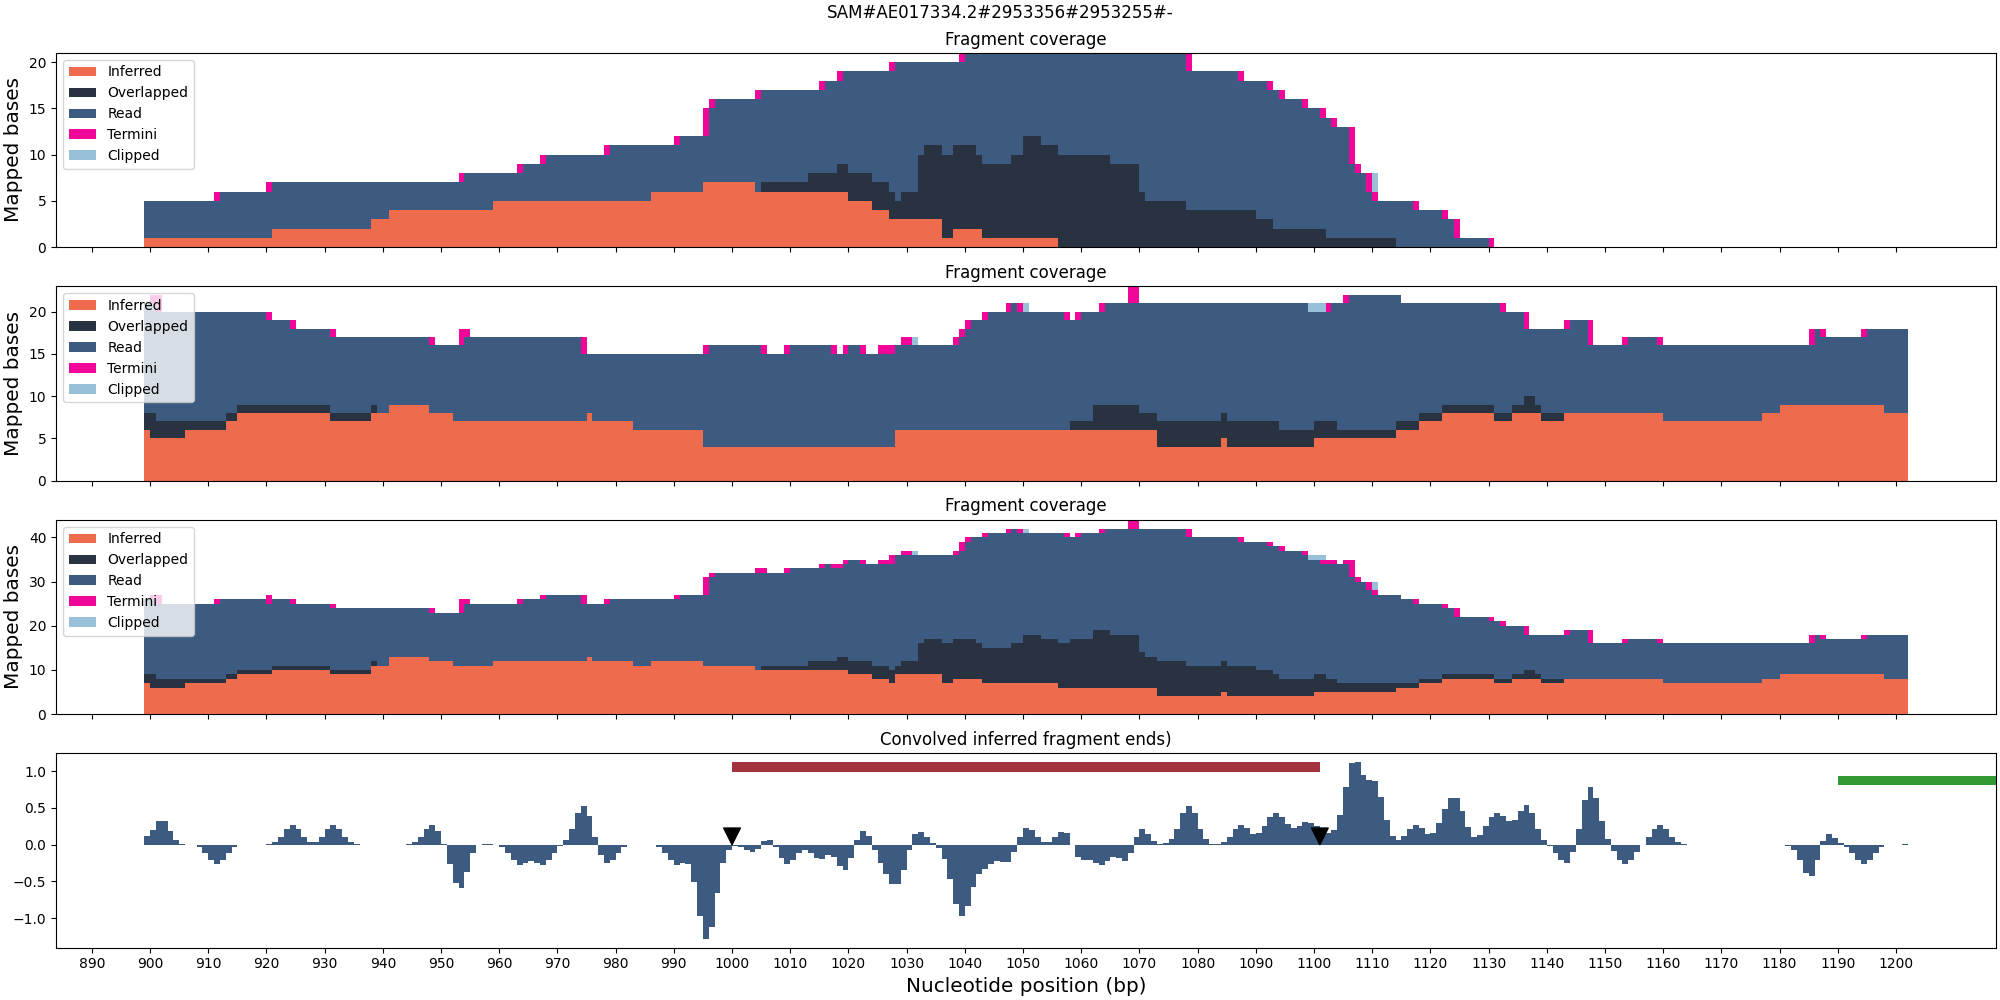 SAM#AE017334.2#2953356#2953255#-
Fragment coverage
Mapped bases
20
15
10
5
0
Inferred
Overlapped
Read
Termini
Clipped
Fragment coverage
Mapped bases
20
15
10
5
0
Inferred
Overlapped
Read
Termini
Clipped
Fragment coverage
Mapped bases
40
30
20
10
0
Inferred
Overlapped
Read
Termini
Clipped
Convolved inferred fragment ends)
1.0
0.5
0.0
−0.5
−1.0
890 900 910 920 930 940 950 960 970 980 990 1000 1010 1020 1030 1040 1050 1060 1070 1080 1090 1100 1110 1120 1130 1140 1150 1160 1170 1180 1190 1200
Nucleotide position (bp)